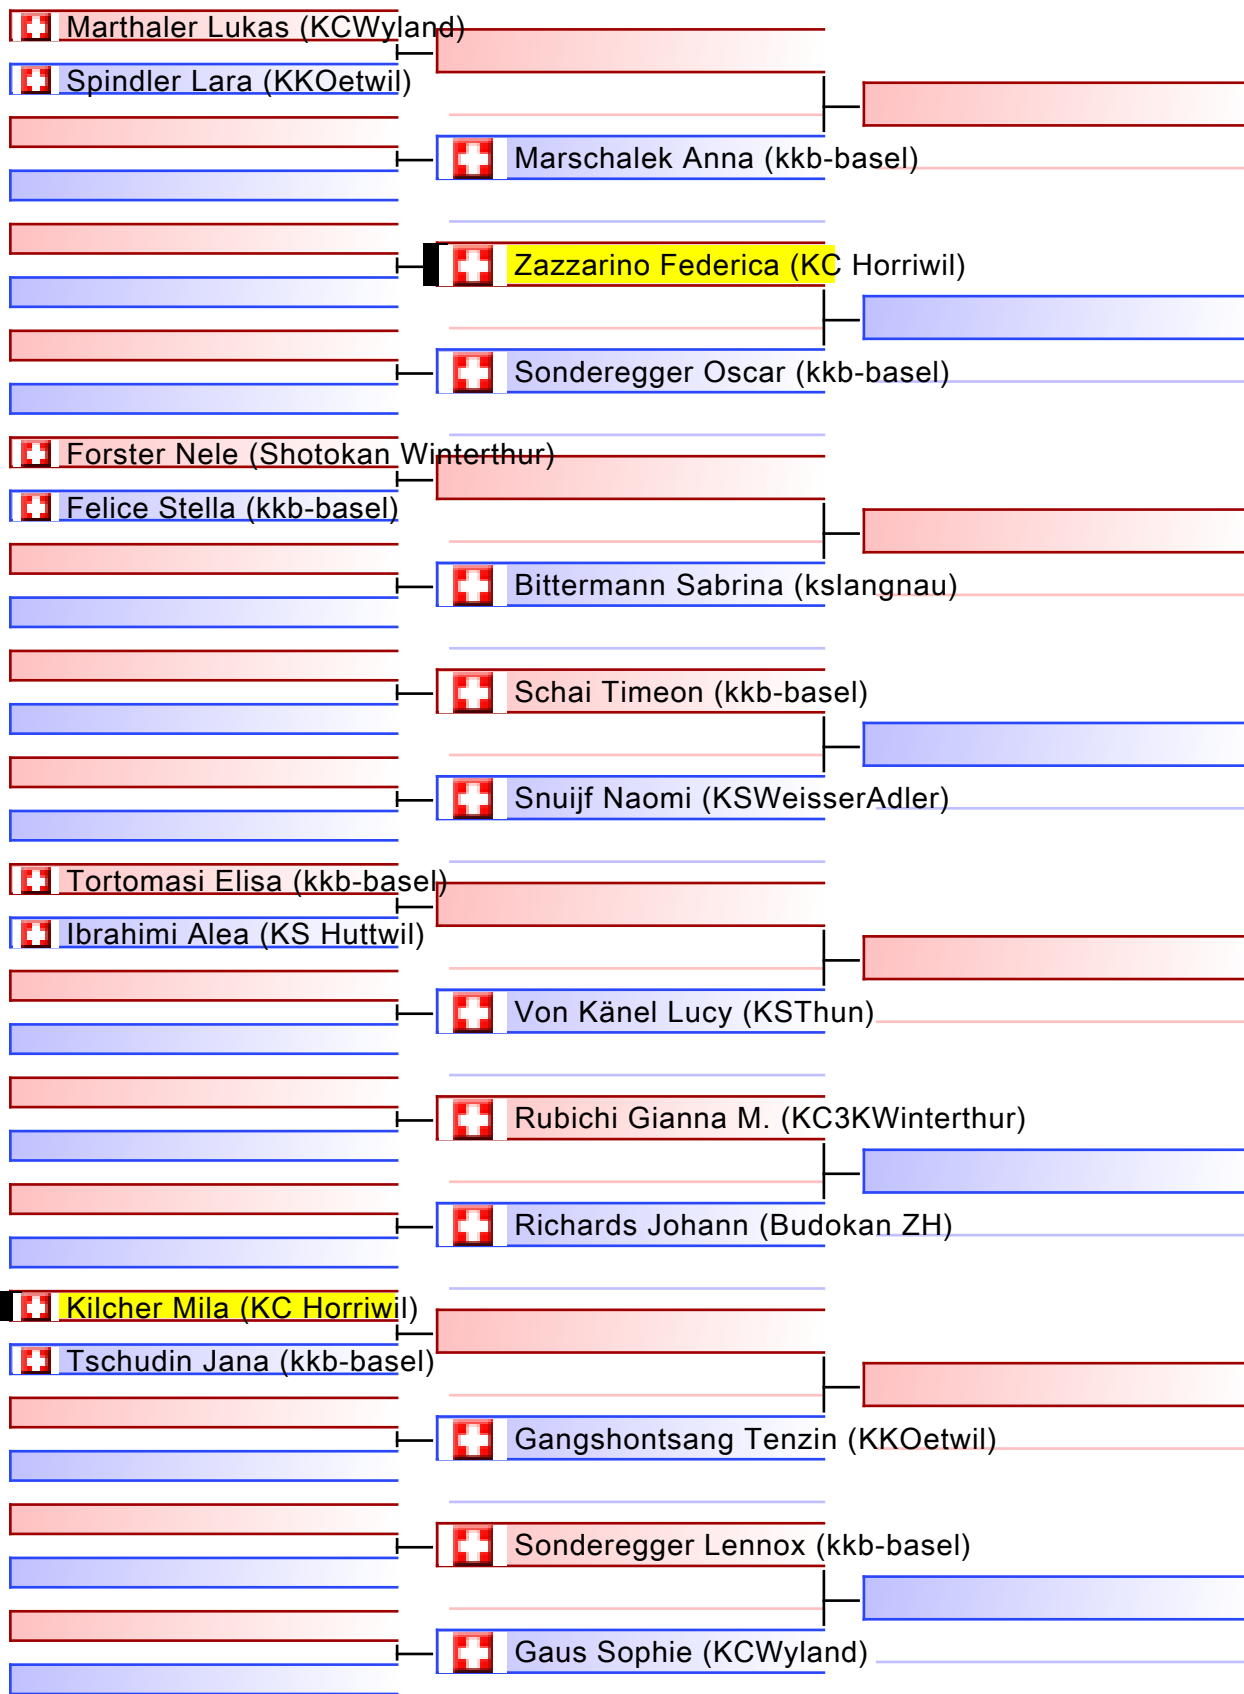 Marthaler Lukas (KCWyland)
Spindler Lara (KKOetwil)
Marschalek Anna (kkb-basel)
Zazzarino Federica (KC Horriwil)
Sonderegger Oscar (kkb-basel)
Forster Nele (Shotokan Winterthur)
Felice Stella (kkb-basel)
Bittermann Sabrina (kslangnau)
Schai Timeon (kkb-basel)
Snuijf Naomi (KSWeisserAdler)
Tortomasi Elisa (kkb-basel)
Ibrahimi Alea (KS Huttwil)
Von Känel Lucy (KSThun)
Rubichi Gianna M. (KC3KWinterthur)
Richards Johann (Budokan ZH)
Kilcher Mila (KC Horriwil)
Tschudin Jana (kkb-basel)
Gangshontsang Tenzin (KKOetwil)
Sonderegger Lennox (kkb-basel)
Gaus Sophie (KCWyland)